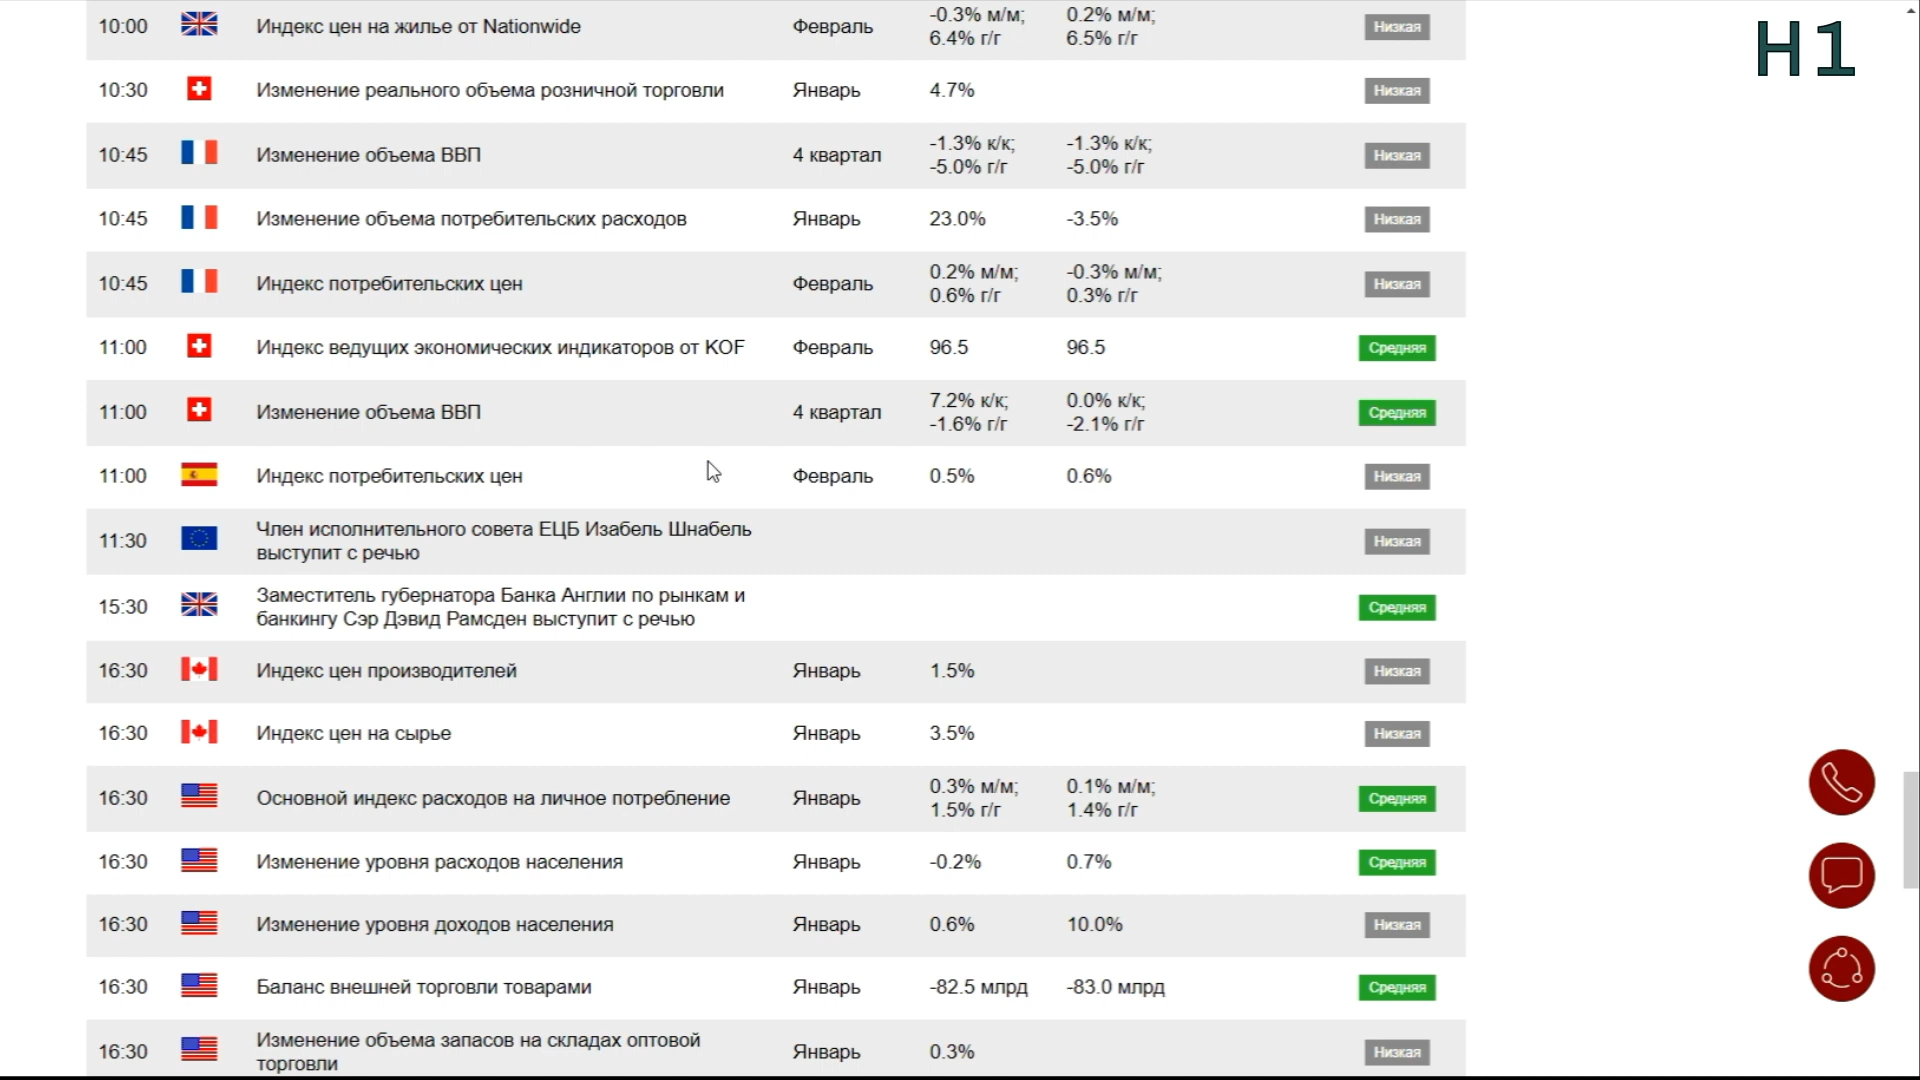 H1
10:00 Индекс цен на жилье от Nationwide Февраль -0.3% м/м; 0.2% м/м; Низкая
6.4% г/г 6.5% г/г
10:30 Изменение реального объема розничной торговли Январь 4.7% Низкая
10:45 Изменение объема ВВП 4 квартал -1.3% к/к; -1.3% к/к; Низкая
-5.0% г/г -5.0% г/г
10:45 Изменение объема потребительских расходов Январь 23.0% -3.5% Низкая
10:45 Индекс потребительских цен Февраль 0.2% м/м; -0.3% м/м; Низкая
0.6% г/г 0.3% г/г
11:00 Индекс ведущих экономических индикаторов от KOF Февраль 96.5 96.5 Средняя
11:00 Изменение объема ВВП 4 квартал 7.2% к/к; 0.0% к/к; Средняя
-1.6% г/г -2.1% г/г
11:00 Индекс потребительских цен Февраль 0.5% 0.6% Низкая
11:30 Член исполнительного совета ЕЦБ Изабель Шнабель Низкая
выступит с речью
15:30 Заместитель губернатора Банка Англии по рынкам и Средняя
банкингу Сэр Дэвид Рамсден выступит с речью
16:30 Индекс цен производителей Январь 1.5% Низкая
16:30 Индекс цен на сырье Январь 3.5% Низкая
16:30 Основной индекс расходов на личное потребление Январь 0.3% м/м; 0.1% м/м; Средняя
1.5% г/г 1.4% г/г
16:30 Изменение уровня расходов населения Январь -0.2% 0.7% Средняя
16:30 Изменение уровня доходов населения Январь 0.6% 10.0% Низкая
16:30 Баланс внешней торговли товарами Январь -82.5 млрд -83.0 млрд Средняя
16:30 Изменение объема запасов на складах оптовой Январь 0.3% Низкая
торговли